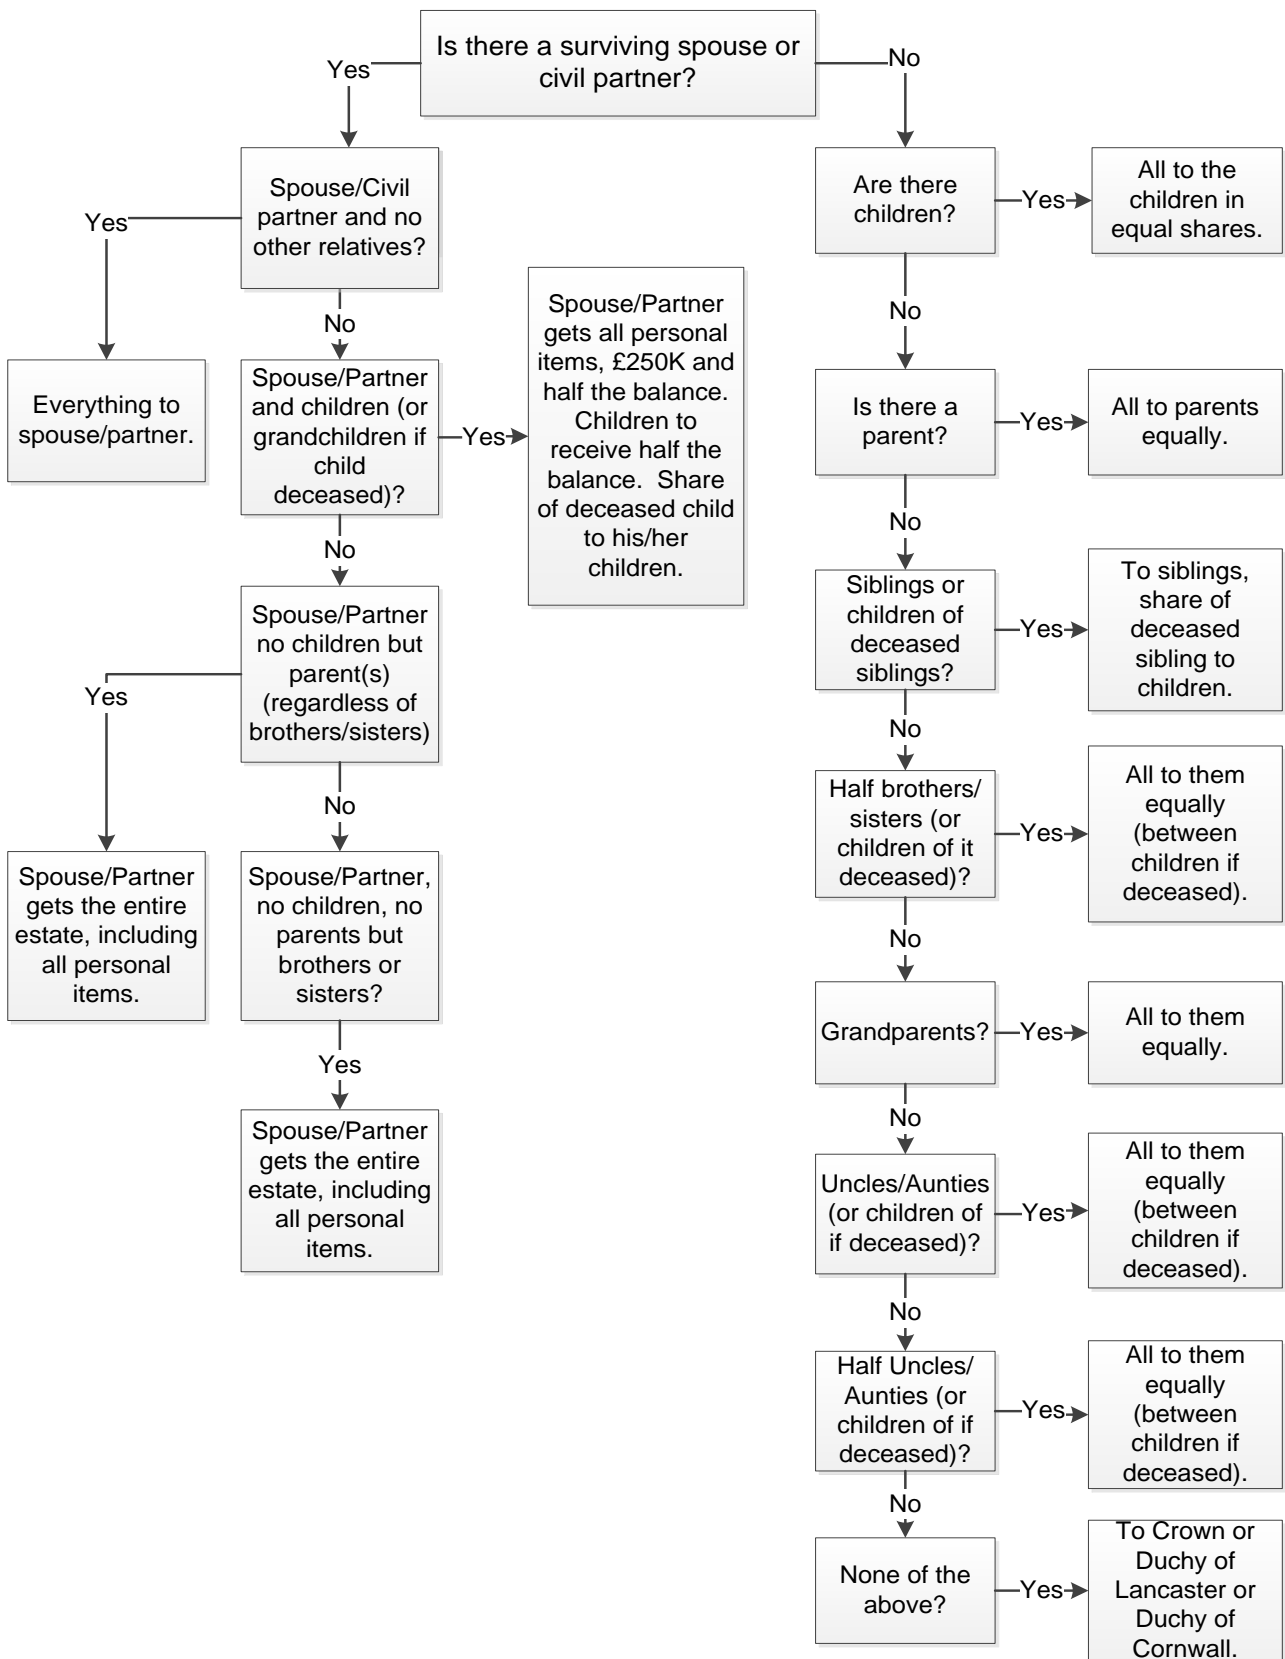 Is there a surviving spouse or
civil partner?
Yes
No
Spouse/Civil
partner and no
other relatives?
Yes
No
Everything to
spouse/partner.
Spouse/Partner
and children (or
grandchildren if
child
deceased)?
Yes
Spouse/Partner
gets all personal
items, £250K and
half the balance.
Children to
receive half the
balance.  Share
of deceased child
to his/her
children.
No
Spouse/Partner
no children but
parent(s)
(regardless of
brothers/sisters)
Yes
No
Spouse/Partner
gets the entire
estate, including
all personal
items.
Spouse/Partner,
no children, no
parents but
brothers or
sisters?
Yes
Spouse/Partner
gets the entire
estate, including
all personal
items.
Are there
children?
Yes
All to the
children in
equal shares.
No
Is there a
parent?
Yes
All to parents
equally.
No
Siblings or
children of
deceased
siblings?
Yes
To siblings,
share of
deceased
sibling to
children.
No
Half brothers/
sisters (or
children of it
deceased)?
Yes
All to them
equally
(between
children if
deceased).
No
Grandparents?
Yes
All to them
equally.
No
Uncles/Aunties
(or children of
if deceased)?
Yes
All to them
equally
(between
children if
deceased).
No
Half Uncles/
Aunties (or
children of if
deceased)?
Yes
All to them
equally
(between
children if
deceased).
No
None of the
above?
Yes
To Crown or
Duchy of
Lancaster or
Duchy of
Cornwall.